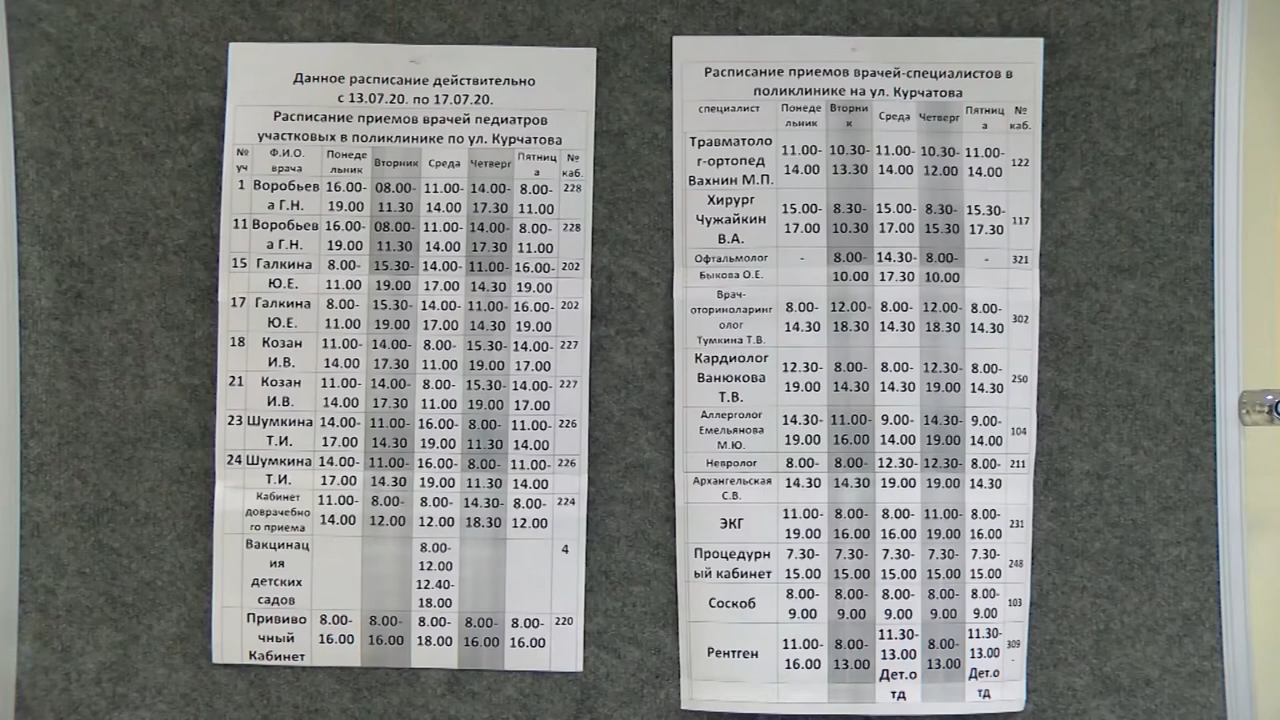 Данное расписание действительно
с 13.07.20. по 17.07.20.
Расписание приемов врачей педиатров
участковых в поликлинике по ул. Курчатова
№ уч Ф.И.О. врача Понеде льник Вторник Среда Четверг Пятниц а № каб.
1 Воробьев 16.00- 08.00- 11.00- 14.00- 8.00- 228
а Г.Н. 19.00 11.30 14.00 17.30 11.00
11 Воробьев 16.00- 08.00- 11.00- 14.00- 8.00- 228
а Г.Н. 19.00 11.30 14.00 17.30 11.00
15 Галкина 8.00- 15.30- 14.00- 11.00- 16.00- 202
Ю.Е. 11.00 19.00 17.00 14.30 19.00
17 Галкина 8.00- 15.30- 14.00- 11.00- 16.00- 202
Ю.Е. 11.00 19.00 17.00 14.30 19.00
18 Козан 11.00- 14.00- 8.00- 15.30- 14.00- 227
И.В. 14.00 17.30 11.00 19.00 17.00
21 Козан 11.00- 14.00- 8.00- 15.30- 14.00- 227
И.В. 14.00 17.30 11.00 19.00 17.00
23 Шумкина 14.00- 11.00- 16.00- 8.00- 11.00- 226
Т.И. 17.00 14.30 19.00 11.30 14.00
24 Шумкина 14.00- 11.00- 16.00- 8.00- 11.00- 226
Т.И. 17.00 14.30 19.00 11.30 14.00
Кабинет 11.00- 8.00- 8.00- 14.30- 8.00- 224
доврачебно 14.00 12.00 12.00 18.30 12.00
го приема
Вакцинац 8.00- 4
ия 12.00
детских 12.40-
садов 18.00
Прививо 8.00- 8.00- 8.00- 8.00- 8.00- 220
чный 16.00 16.00 18.00 16.00 16.00
Кабинет
Расписание приемов врачей-специалистов в
поликлинике на ул. Курчатова
специалист Понеде льник Вторни к Среда Четверг Пятниц а № каб.
Травматоло 11.00- 10.30- 11.00- 10.30- 11.00- 122
г-ортопед 14.00 13.30 14.00 12.00 14.00
Вахнин М.П.
Хирург 15.00- 8.30- 15.00- 8.30- 15.30- 117
Чужайкин 17.00 10.30 17.00 15.30 17.30
В.А.
Офтальмолог - 8.00- 14.30- 8.00- - 321
Быкова О.Е. 10.00 17.30 10.00
Врач-
оториноларинг 8.00- 12.00- 8.00- 12.00- 8.00- 302
олог 14.30 18.30 14.30 18.30 14.30
Тумкина Т.В.
Кардиолог 12.30- 8.00- 8.00- 12.30- 8.00- 250
Ванюкова 19.00 14.30 14.30 19.00 14.30
Т.В.
Аллерголог 14.30- 11.00- 9.00- 14.30- 9.00- 104
Емельянова 19.00 16.00 14.00 19.00 14.00
М.Ю.
Невролог 8.00- 8.00- 12.30- 12.30- 8.00- 211
Архангельская 14.30 14.30 19.00 19.00 14.30
С.В.
ЭКГ 11.00- 8.00- 8.00- 11.00- 8.00- 231
19.00 16.00 16.00 19.00 16.00
Процедурн 7.30- 7.30- 7.30- 7.30- 7.30- 248
ый кабинет 15.00 15.00 15.00 15.00 15.00
Соскоб 8.00- 8.00- 8.00- 8.00- 8.00- 103
9.00 9.00 9.00 9.00 9.00
Рентген 11.00- 8.00- 11.30- 8.00- 11.30- 309
16.00 13.00 13.00 13.00 13.00 -
Дет.о Дет.о
тд тд